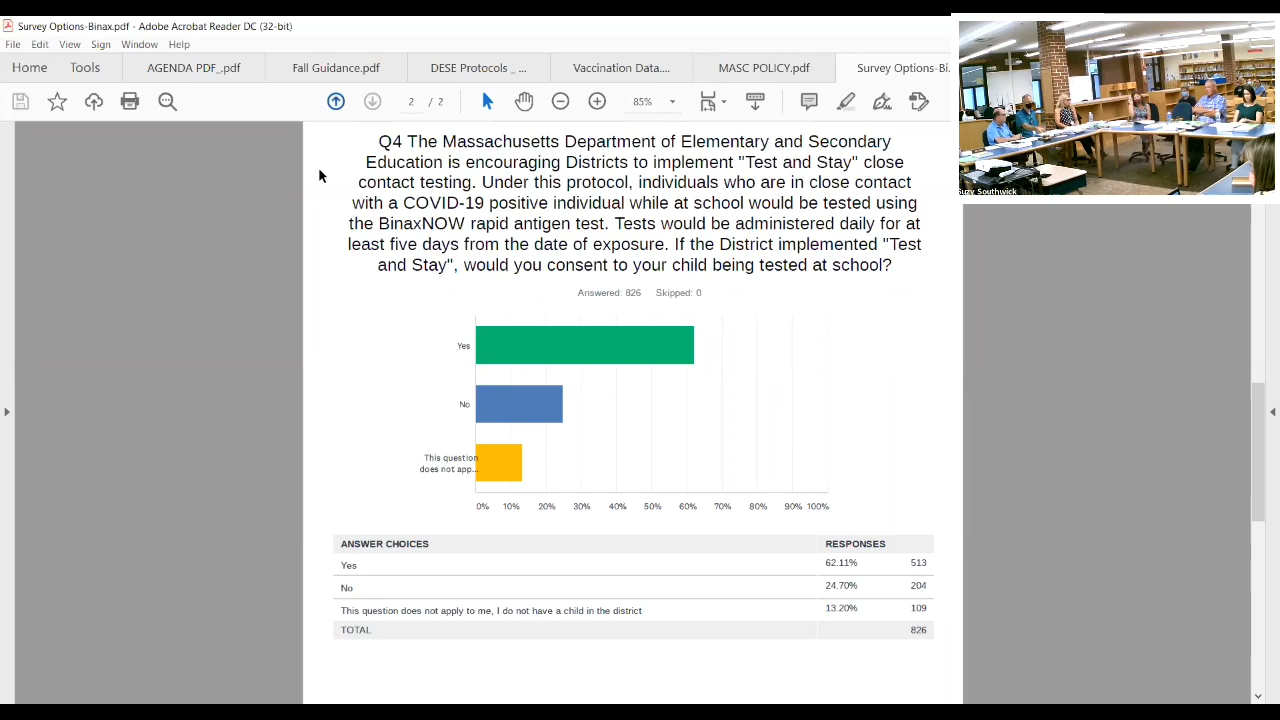 Survey Options-Binax.pdf - Adobe Acrobat Reader DC (32-bit)
File Edit View Sign Window Help
Home Tools AGENDA PDF_.pdf Fall Guidance.pdf DESE Protocols Vaccination Data.... MASC POLICY.pdf Survey Options-Bi...
2 / 2 85%
Q4 The Massachusetts Department of Elementary and Secondary
Education is encouraging Districts to implement "Test and Stay" close
contact testing. Under this protocol, individuals who are in close contact
with a COVID-19 positive individual while at school would be tested using
the BinaxNOW rapid antigen test. Tests would be administered daily for at
least five days from the date of exposure. If the District implemented "Test
and Stay", would you consent to your child being tested at school?
Answered: 826 Skipped: 0
Yes
No
This question
does not app...
0% 10% 20% 30% 40% 50% 60% 70% 80% 90% 100%
ANSWER CHOICES RESPONSES
Yes 62.11% 513
No 24.70% 204
This question does not apply to me, I do not have a child in the district 13.20% 109
TOTAL 826
Suzy Southwick